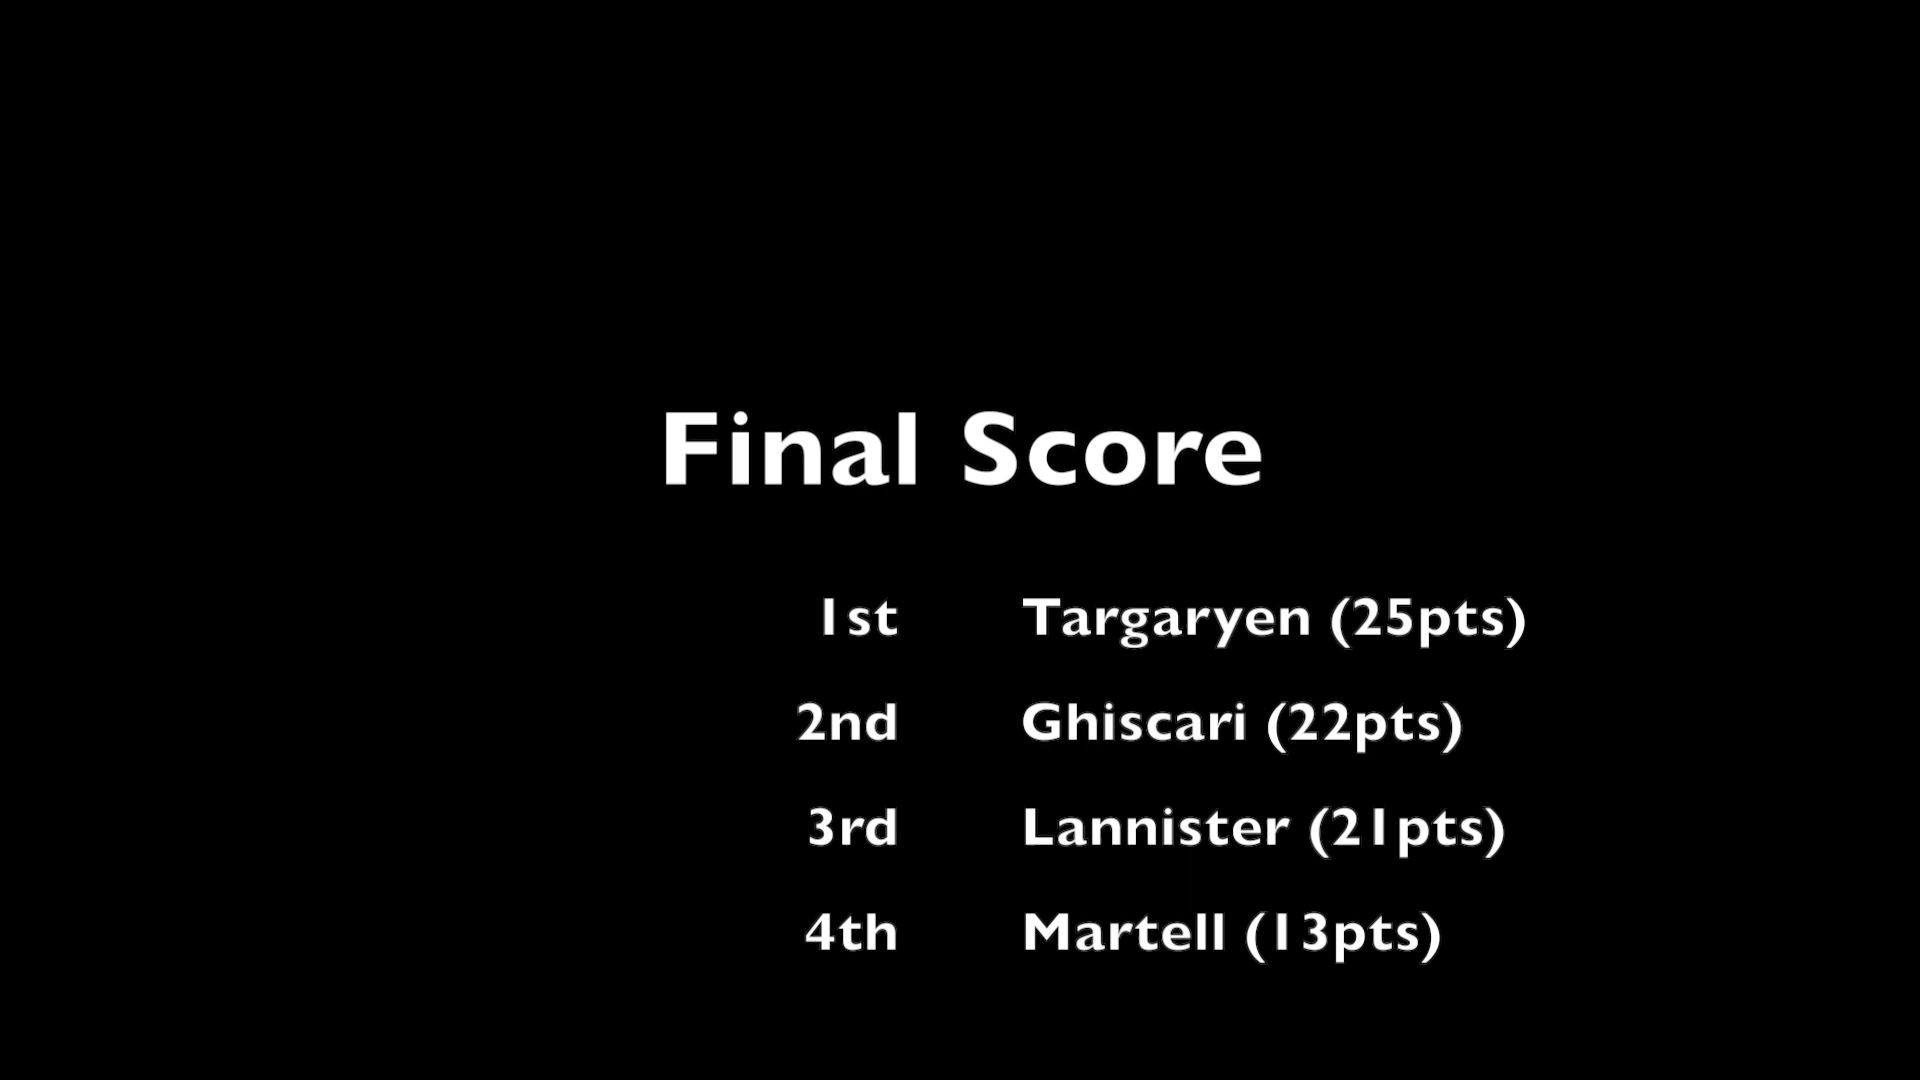 Final Score
1st Targaryen (25pts)
2nd Ghiscari (22pts)
3rd Lannister (21pts)
4th Martell (13pts)